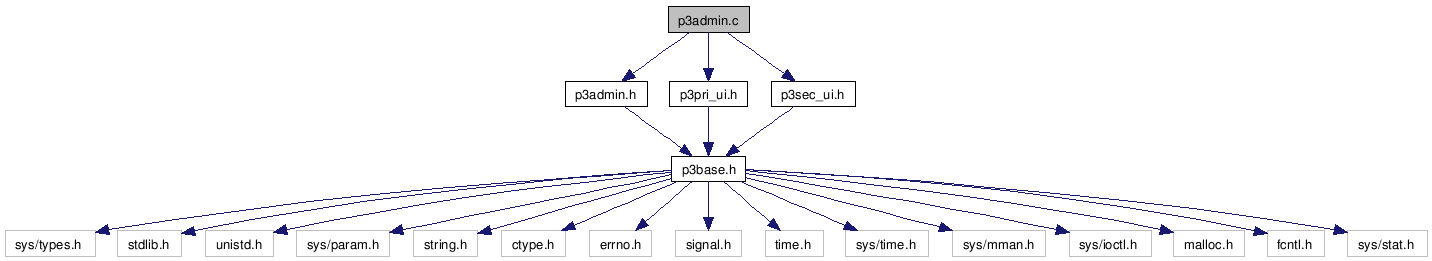 p3admin.c
p3admin.h p3pri_ui.h p3sec_ui.h
p3base.h
sys/types.h stdlib.h unistd.h sys/param.h string.h ctype.h errno.h signal.h time.h sys/time.h sys/mman.h sys/ioctl.h malloc.h fcntl.h sys/stat.h